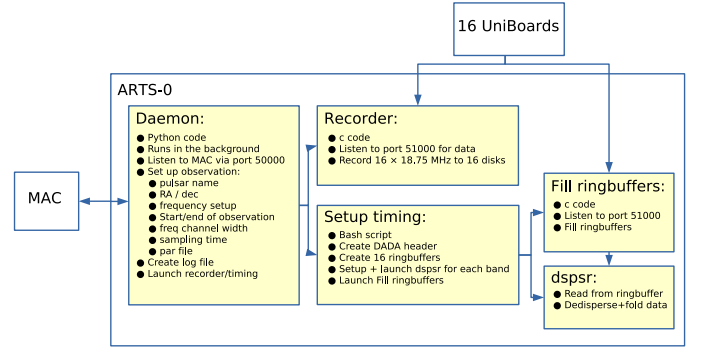 16 UniBoards
ARTS-0
Daemon:
● Python code
● Runs in the background
● Listen to MAC via port 50000
● Set up observation:
● pulsar name
● RA / dec
● frequency setup
● Start/end of observation
● freq channel width
● sampling time
● par file
● Create log file
● Launch recorder/timing
Recorder:
● c code
● Listen to port 51000 for data
● Record 16 × 18,75 MHz to 16 disks
MAC
Setup timing:
● Bash script
● Create DADA header
● Create 16 ringbuffers
● Setup + launch dspsr for each band
● Launch Fill ringbuffers
Fill ringbuffers:
● c code
● Listen to port 51000
● Fill ringbuffers
dspsr:
● Read from ringbuffer
● Dedisperse+fold data